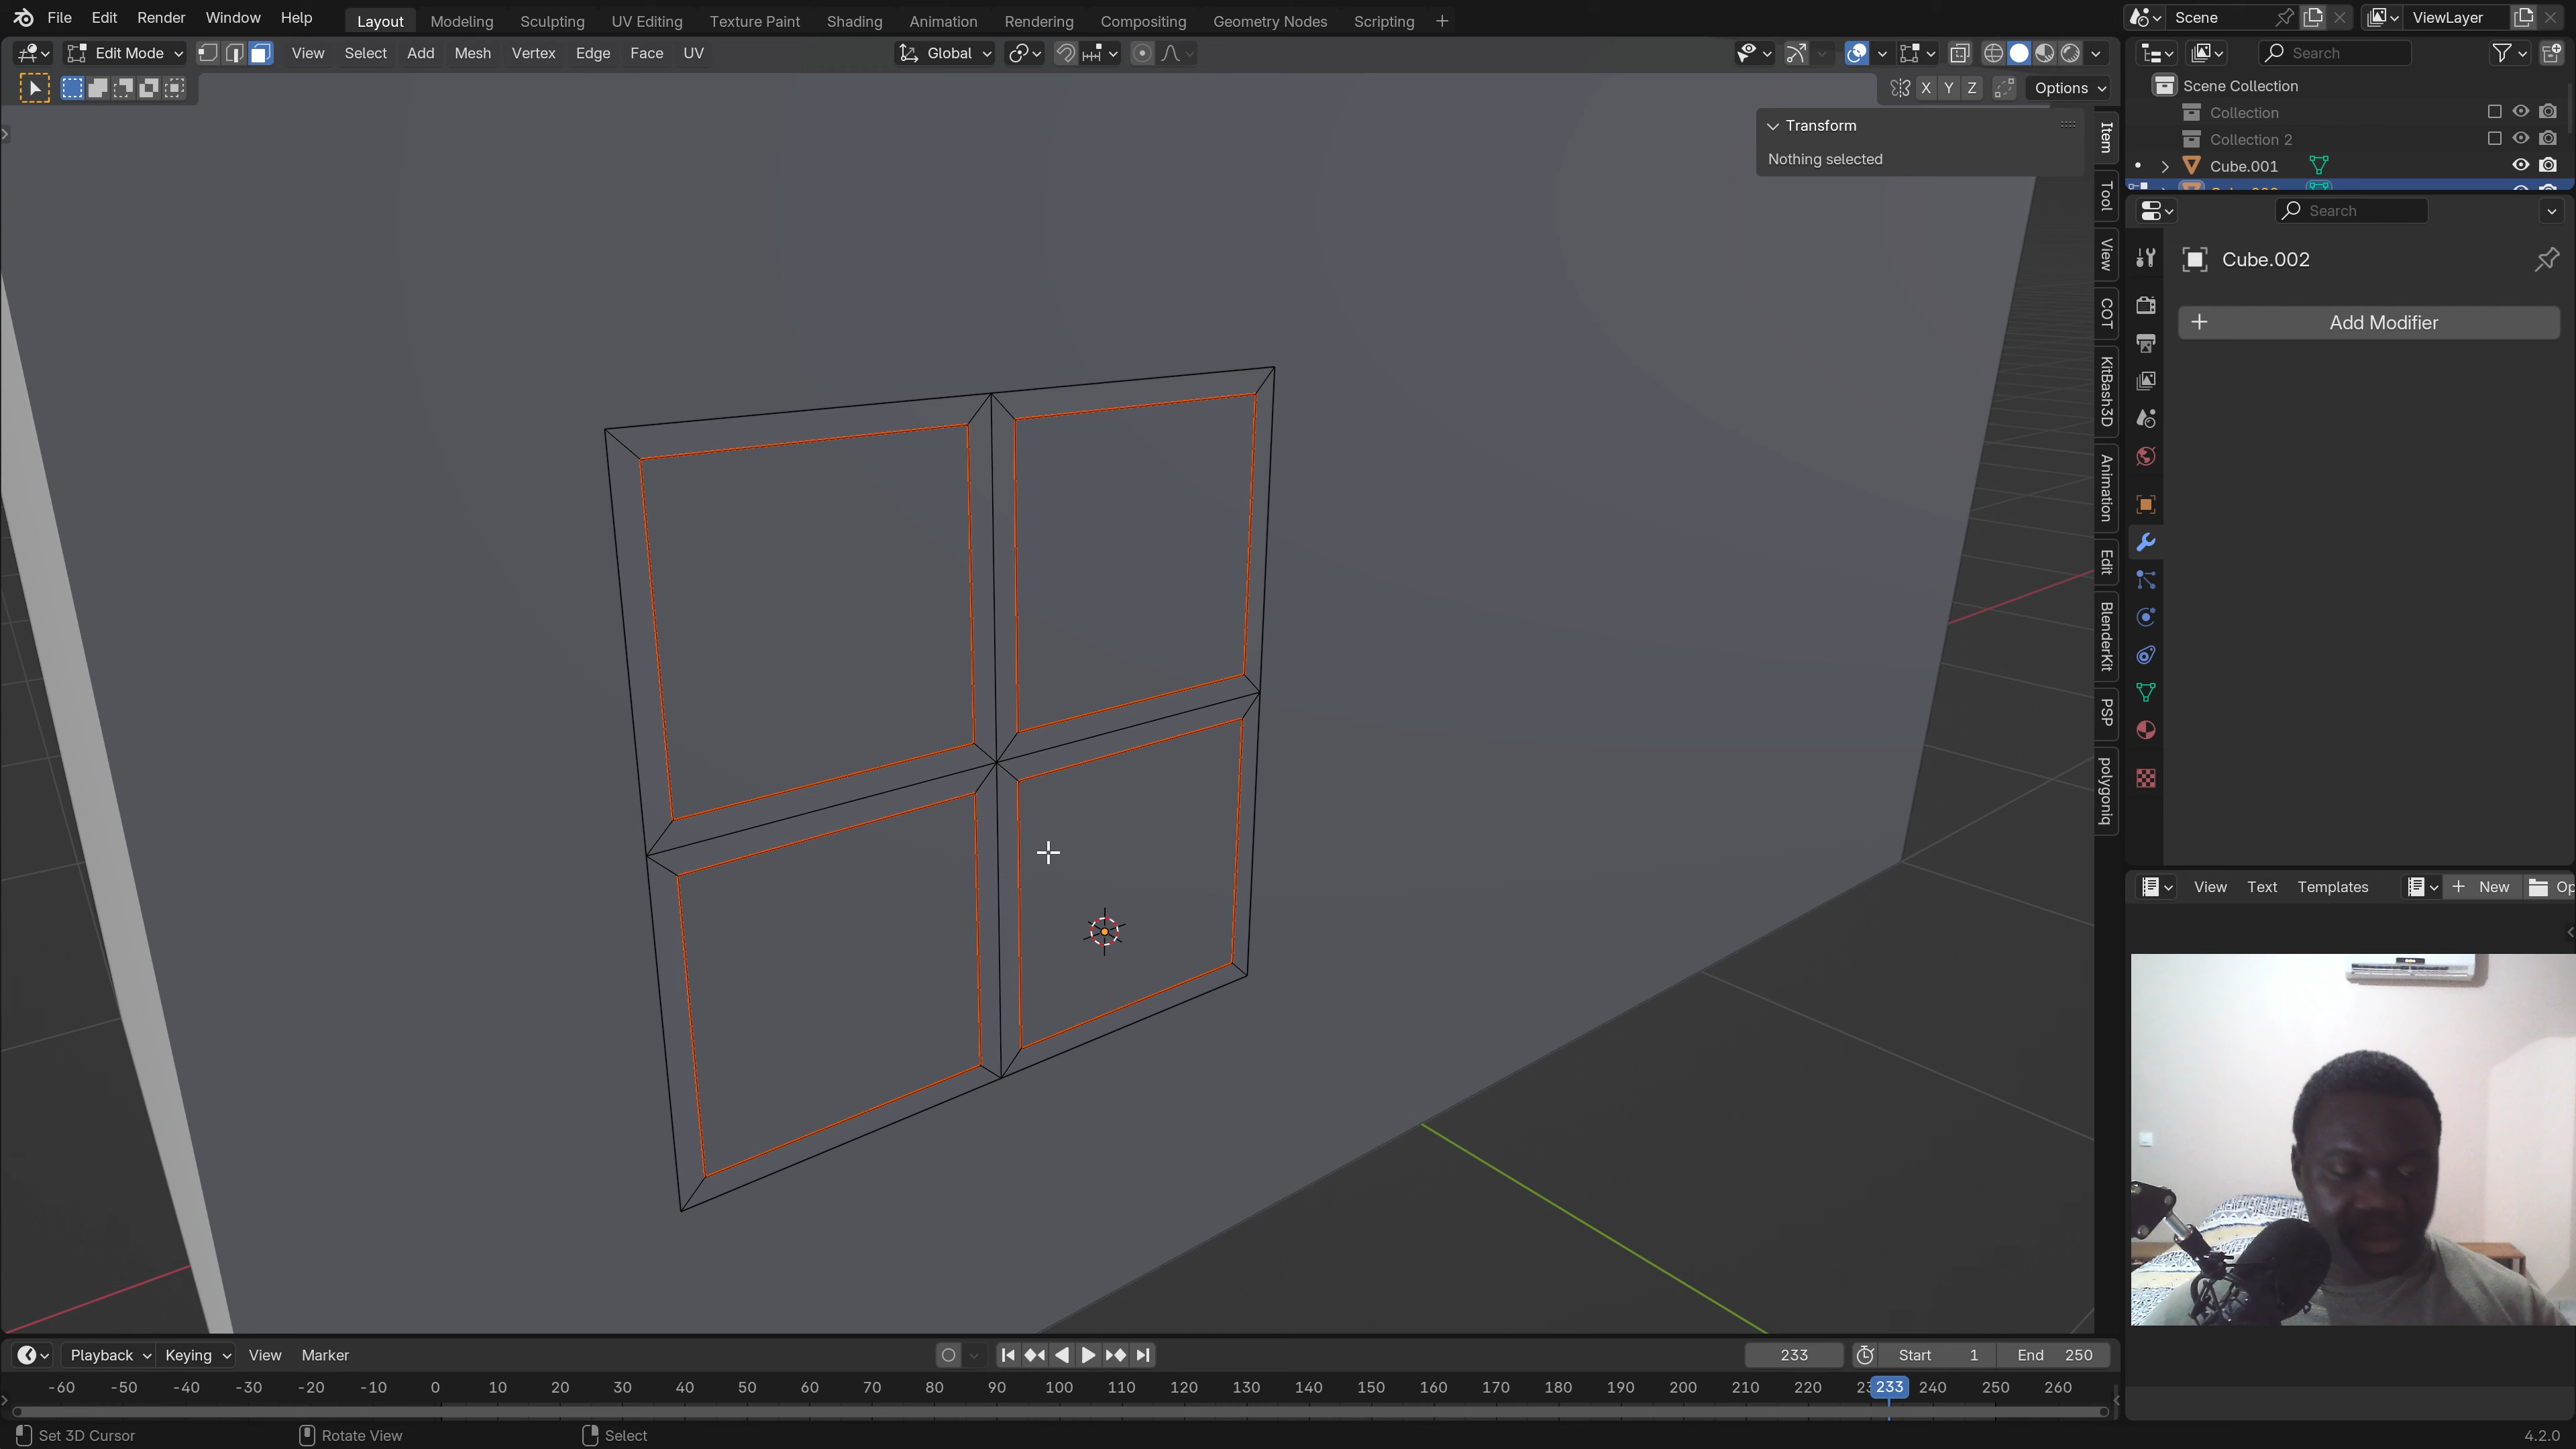 File Edit Render Window Help Layout Modeling Sculpting UV Editing Texture Paint Shading Animation Rendering Compositing Geometry Nodes Scripting Scene ViewLayer
Edit Mode View Select Add Mesh Vertex Edge Face UV Global Search
X Y Z Options
Scene Collection
Collection
Collection 2
Cube.001
Transform
Nothing selected
Item
Tool
View
COT
KitBash3D
Animation
Edit
BlenderKit
PSP
polygoniq
Search
Cube.002
Add Modifier
View Text Templates New Op
Playback Keying View Marker 233 Start 1 End 250
-60 -50 -40 -30 -20 -10 0 10 20 30 40 50 60 70 80 90 100 110 120 130 140 150 160 170 180 190 200 210 220 233 240 250 260
Set 3D Cursor Rotate View Select 4.2.0